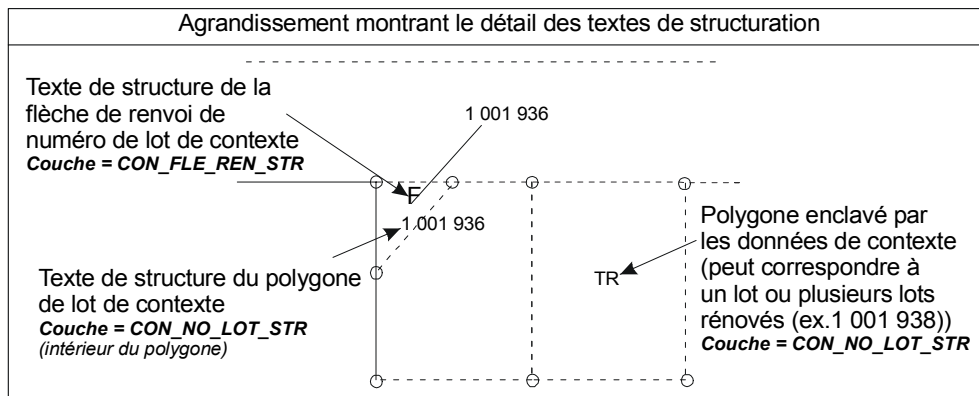 Agrandissement montrant le détail des textes de structuration
Texte de structure de la
flèche de renvoi de
numéro de lot de contexte
Couche = CON_FLE_REN_STR
1 001 936
F
1 001 936
Texte de structure du polygone
de lot de contexte
Couche = CON_NO_LOT_STR
(intérieur du polygone)
TR
Polygone enclavé par
les données de contexte
(peut correspondre à
un lot ou plusieurs lots
rénovés (ex.1 001 938))
Couche = CON_NO_LOT_STR